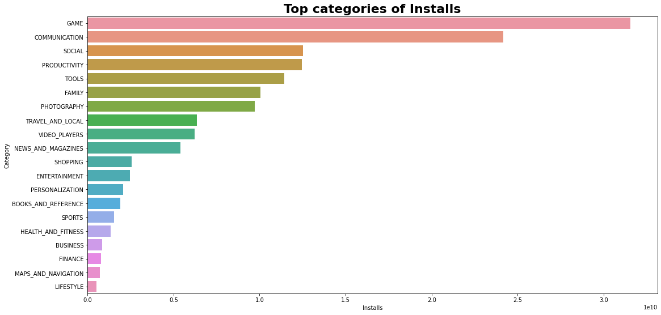 Top categories of Installs
GAME
COMMUNICATION
SOCIAL
PRODUCTIVITY
TOOLS
FAMILY
PHOTOGRAPHY
TRAVEL_AND_LOCAL
VIDEO_PLAYERS
NEWS_AND_MAGAZINES
SHOPPING
ENTERTAINMENT
PERSONALIZATION
BOOKS_AND_REFERENCE
SPORTS
HEALTH_AND_FITNESS
BUSINESS
FINANCE
MAPS_AND_NAVIGATION
LIFESTYLE
Category
0.0 0.5 1.0 1.5 2.0 2.5 3.0
1e10
Installs